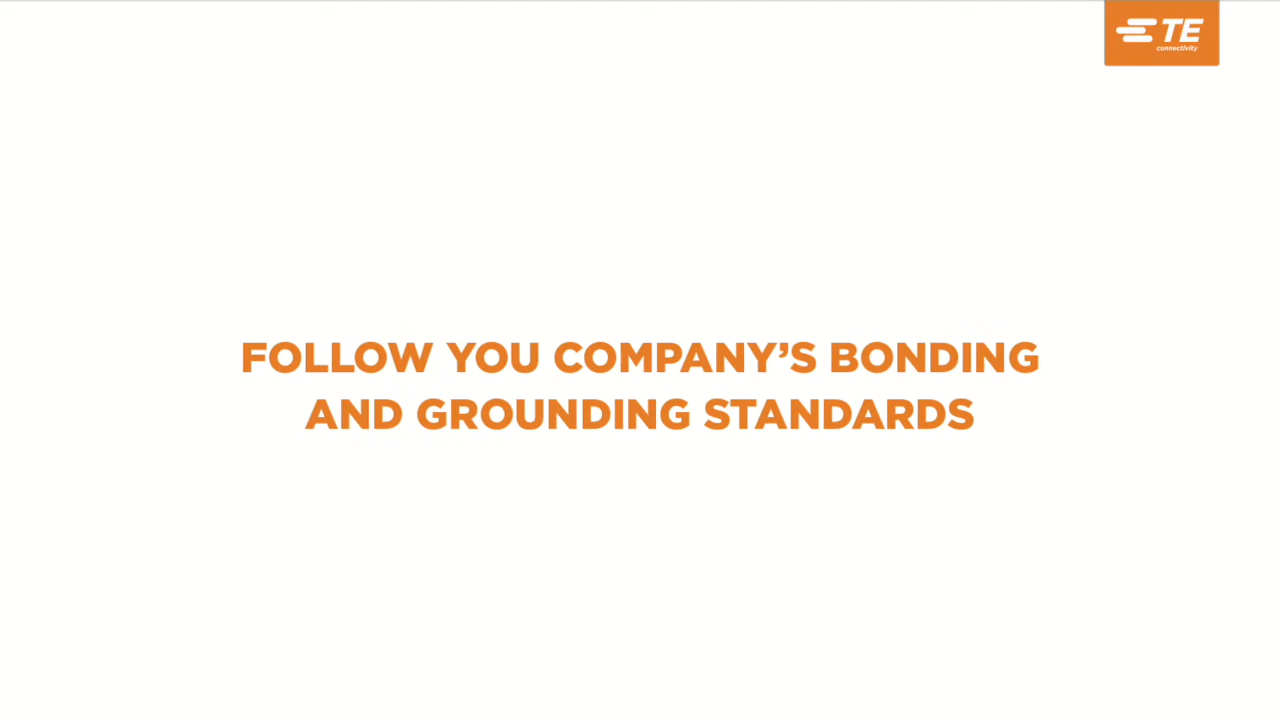 TE
connectivity
FOLLOW YOU COMPANY’S BONDING
AND GROUNDING STANDARDS